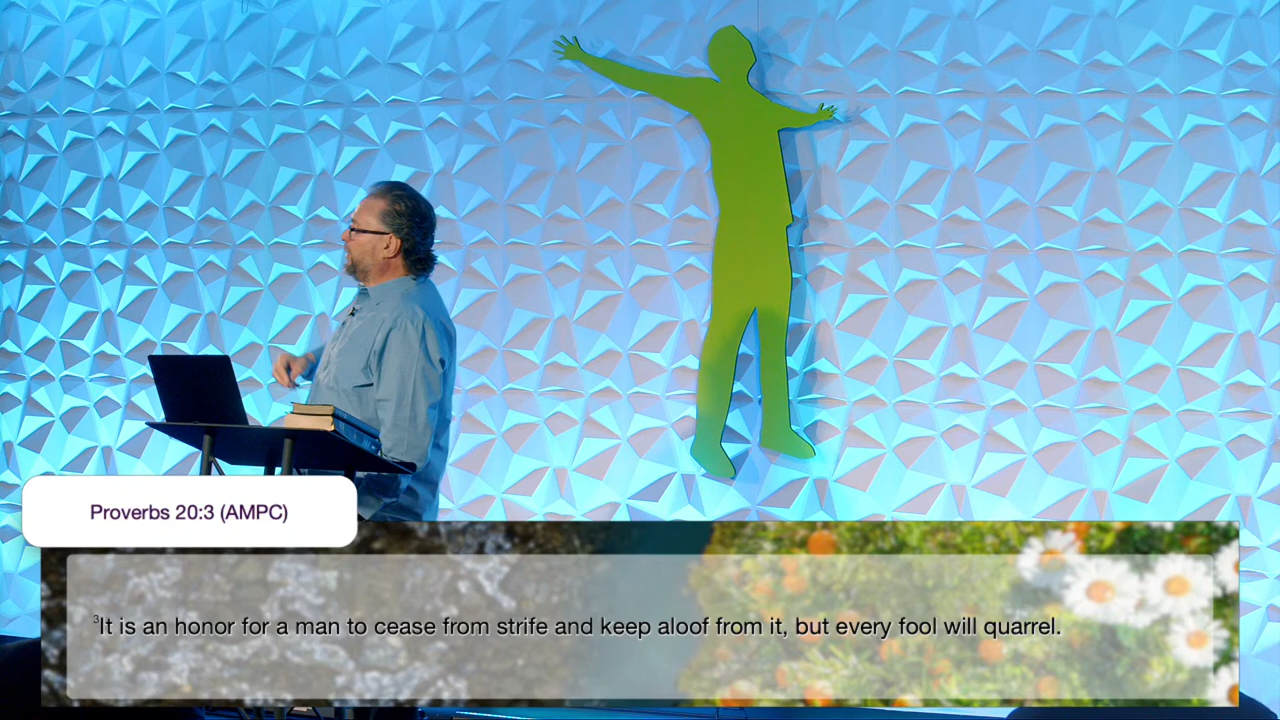 Proverbs 20:3 (AMPC)
3It is an honor for a man to cease from strife and keep aloof from it, but every fool will quarrel.